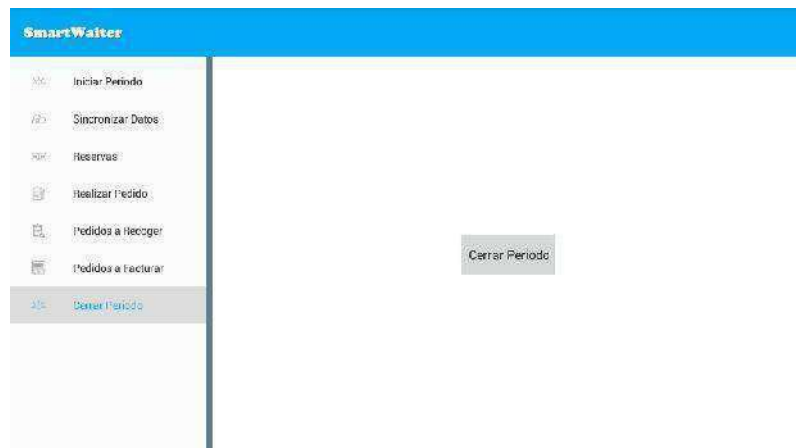 SmartWaiter
Iniciar Periodo
Sincronizar Datos
Reservas
Realizar Pedido
Pedidos a Recoger
Pedidos a Facturar
Cerrar Periodo
Cerrar Periodo